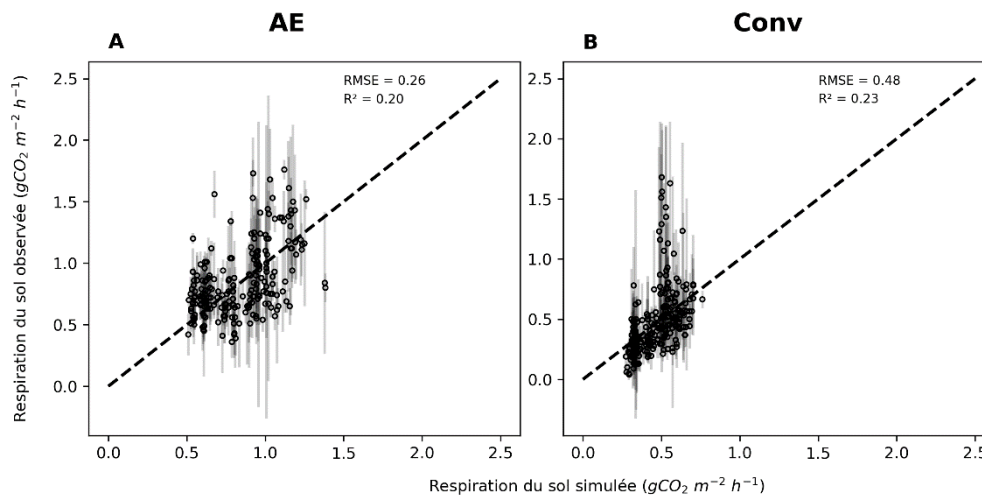 AE
Conv
A
B
RMSE = 0.26
R² = 0.20
RMSE = 0.48
R² = 0.23
Respiration du sol observée (gCO₂ m⁻² h⁻¹)
2.5
2.0
1.5
1.0
0.5
0.0
2.5
2.0
1.5
1.0
0.5
0.0
0.0 0.5 1.0 1.5 2.0 2.5
0.0 0.5 1.0 1.5 2.0 2.5
Respiration du sol simulée (gCO₂ m⁻² h⁻¹)